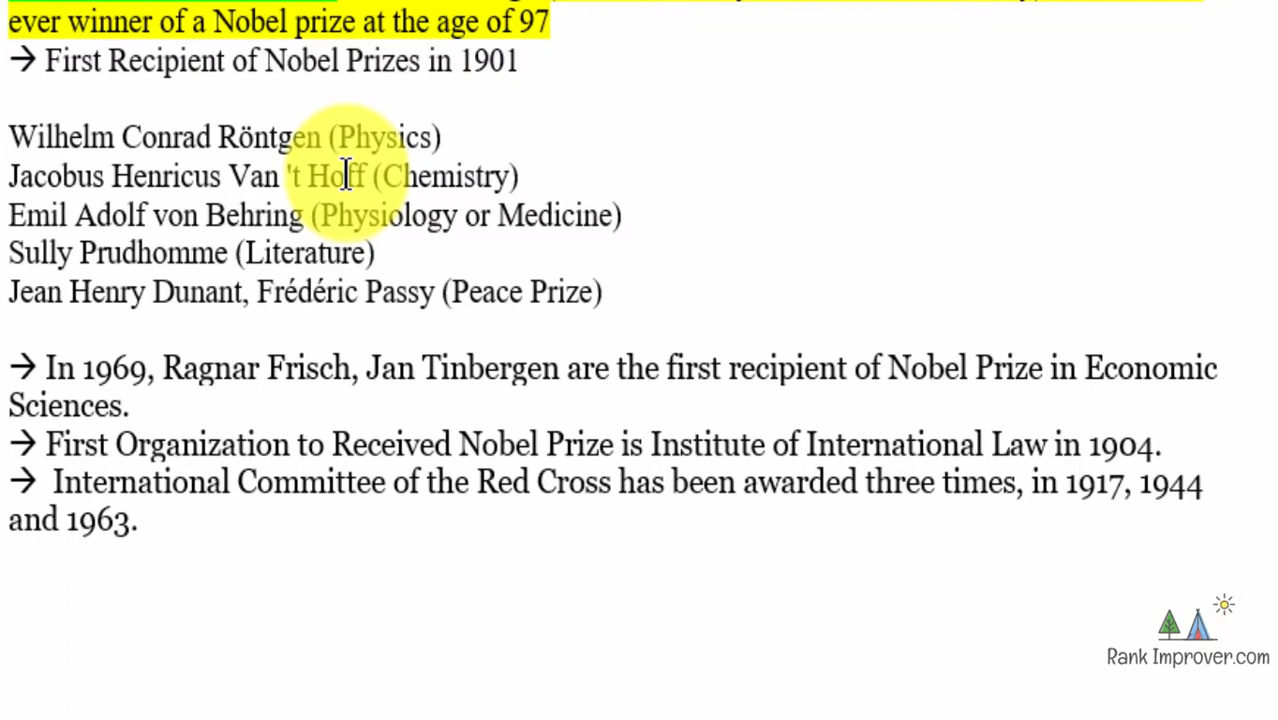 ever winner of a Nobel prize at the age of 97
→ First Recipient of Nobel Prizes in 1901
Wilhelm Conrad Röntgen (Physics)
Jacobus Henricus Van 't Hoff (Chemistry)
Emil Adolf von Behring (Physiology or Medicine)
Sully Prudhomme (Literature)
Jean Henry Dunant, Frédéric Passy (Peace Prize)
→ In 1969, Ragnar Frisch, Jan Tinbergen are the first recipient of Nobel Prize in Economic
Sciences.
→ First Organization to Received Nobel Prize is Institute of International Law in 1904.
→ International Committee of the Red Cross has been awarded three times, in 1917, 1944
and 1963.
Rank Improver.com